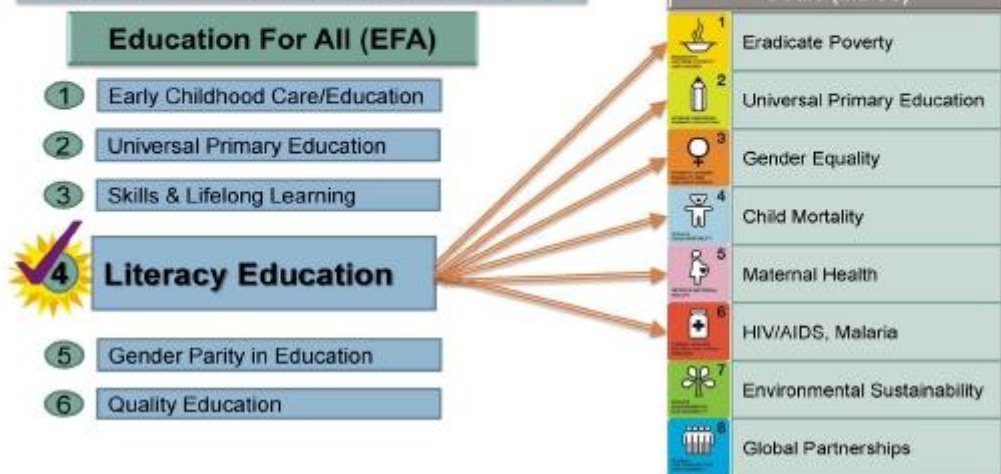 Education For All (EFA)
1 Early Childhood Care/Education
2 Universal Primary Education
3 Skills & Lifelong Learning
4 Literacy Education
5 Gender Parity in Education
6 Quality Education
1 Eradicate Poverty
2 Universal Primary Education
3 Gender Equality
4 Child Mortality
5 Maternal Health
6 HIV/AIDS, Malaria
7 Environmental Sustainability
8 Global Partnerships